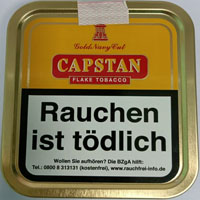 Gold Navy Cut
CAPSTAN
FLAKE TOBACCO
Rauchen
ist tödlich
Wollen Sie aufhören? Die BZgA hilft:
Tel.: 0800 8 313131 (kostenfrei), www.rauchfrei-info.de